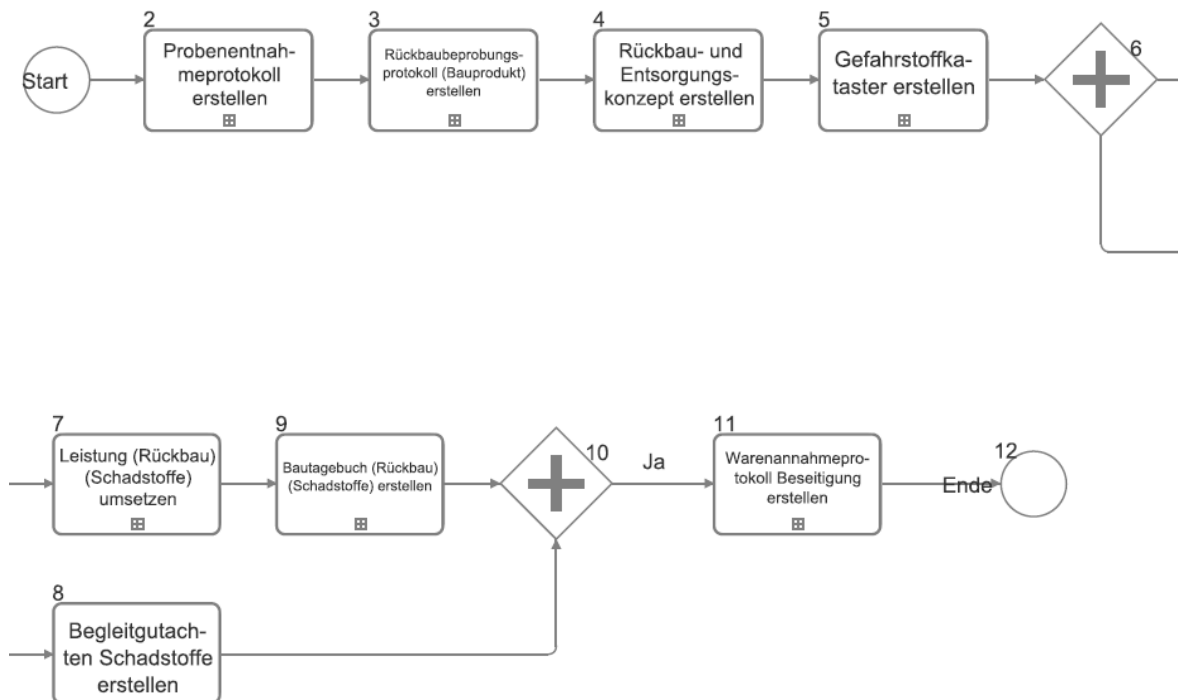 2
3
4
5
6
Start
Probenentnah-
meprotokoll
erstellen
Rückbaubeprobungs-
protokoll (Bauprodukt)
erstellen
Rückbau- und
Entsorgungs-
konzept erstellen
Gefahrstoffka-
taster erstellen
7
9
10
11
12
Leistung (Rückbau)
(Schadstoffe)
umsetzen
Bautagebuch (Rückbau)
(Schadstoffe) erstellen
Ja
Warenannahmepro-
tokoll Beseitigung
erstellen
Ende
8
Begleitgutach-
ten Schadstoffe
erstellen